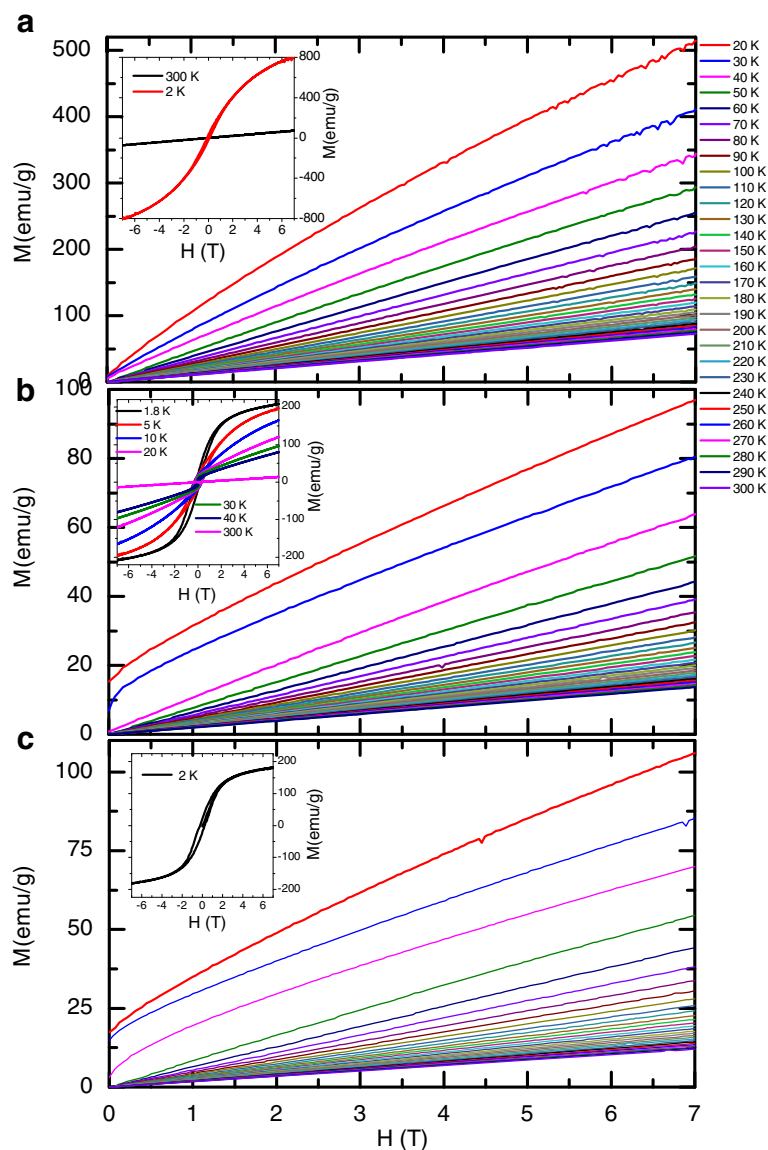 a
M(emu/g)
500
400
300
200
100
0
300 K
2 K
800
400
0
-400
-800
M(emu/g)
-6 -4 -2 0 2 4 6
H (T)
20 K
30 K
40 K
50 K
60 K
70 K
80 K
90 K
100 K
110 K
120 K
130 K
140 K
150 K
160 K
170 K
180 K
190 K
200 K
210 K
220 K
230 K
240 K
250 K
260 K
270 K
280 K
290 K
300 K
b
M(emu/g)
100
80
60
40
20
0
1.8 K
5 K
10 K
20 K
30 K
40 K
300 K
200
100
0
-100
-200
M(emu/g)
-6 -4 -2 0 2 4 6
H (T)
c
M(emu/g)
100
75
50
25
0
2 K
200
100
0
-100
-200
M(emu/g)
-6 -4 -2 0 2 4 6
H (T)
0 1 2 3 4 5 6 7
H (T)